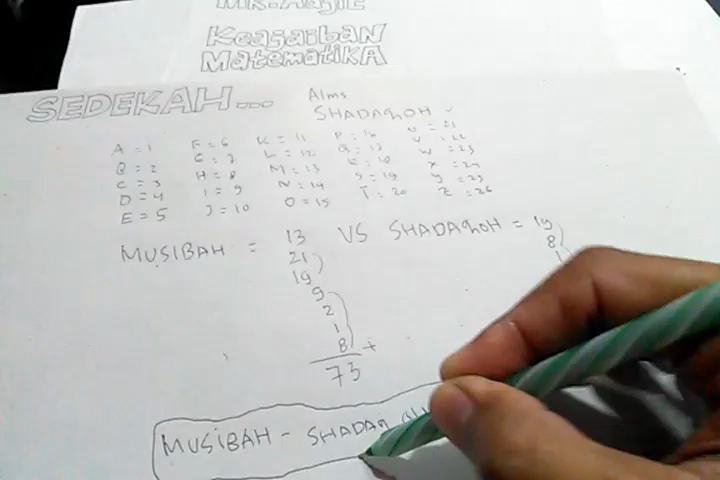 Keajaiban
Matematika
SEDEKAH...
Alms
SHADAQOH
A = 1 F = 6 K = 11 P = 16 U = 21
B = 2 G = 7 L = 12 Q = 17 V = 22
C = 3 H = 8 M = 13 R = 18 W = 23
D = 4 I = 9 N = 14 S = 19 X = 24
E = 5 J = 10 O = 15 T = 20 Y = 25
Z = 26
MUSIBAH = 13 VS SHADAQOH = 19
21 8
19 1
9
2
1
8 +
73
MUSIBAH - SHADAQ